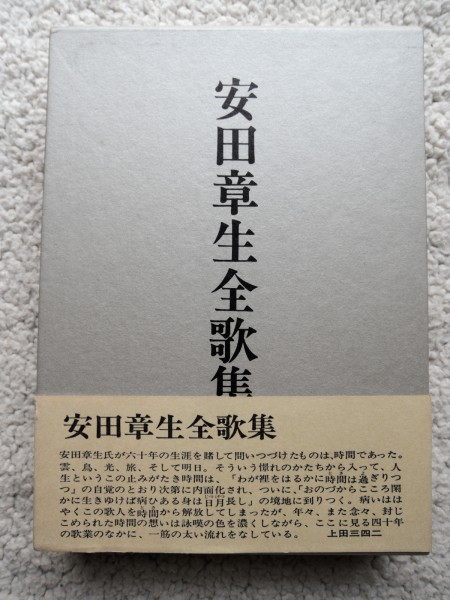 安田章生全歌集
安田章生全歌集
安田章生氏が六十年の生涯を賭して問いつづけたものは、時間であった。
雲、鳥、光、旅、そして明日。そういう憬れのかたちから入って、人
生というこの止みがたき時間は、「わが裡をはるかに時間は過ぎりつ
つ」の自覚のとおり次第に内面化され、ついに、「おのづからこころ閑
かに生きゆけば病ひある身は日月長し」の境地に到りつく。病いはは
やくこの歌人を時間から解放してしまったが、年々、また念々、封じ
こめられた時間の想いは詠嘆の色を濃くしながら、ここに見る四十年
の歌業のなかに、一筋の太い流れをなしている。
上田三四二